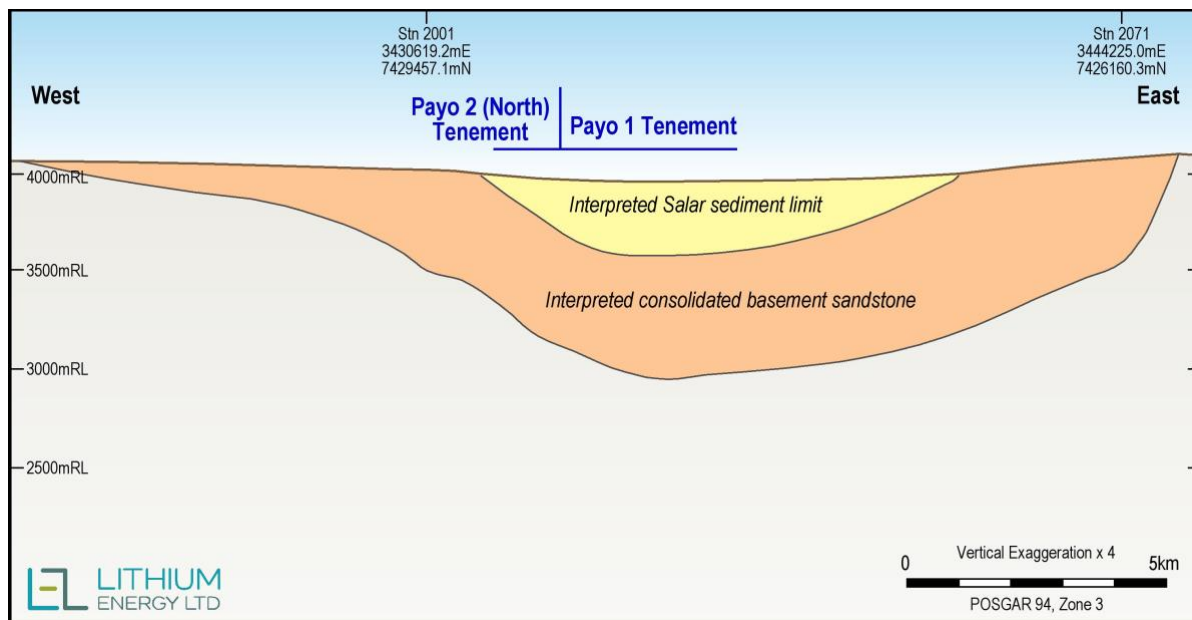 Stn 2001
3430619.2mE
7429457.1mN
Stn 2071
3444225.0mE
7426160.3mN
West
East
Payo 2 (North)
Tenement
Payo 1 Tenement
4000mRL
Interpreted Salar sediment limit
3500mRL
Interpreted consolidated basement sandstone
3000mRL
2500mRL
LITHIUM
ENERGY LTD
Vertical Exaggeration x 4
0
5km
POSGAR 94, Zone 3